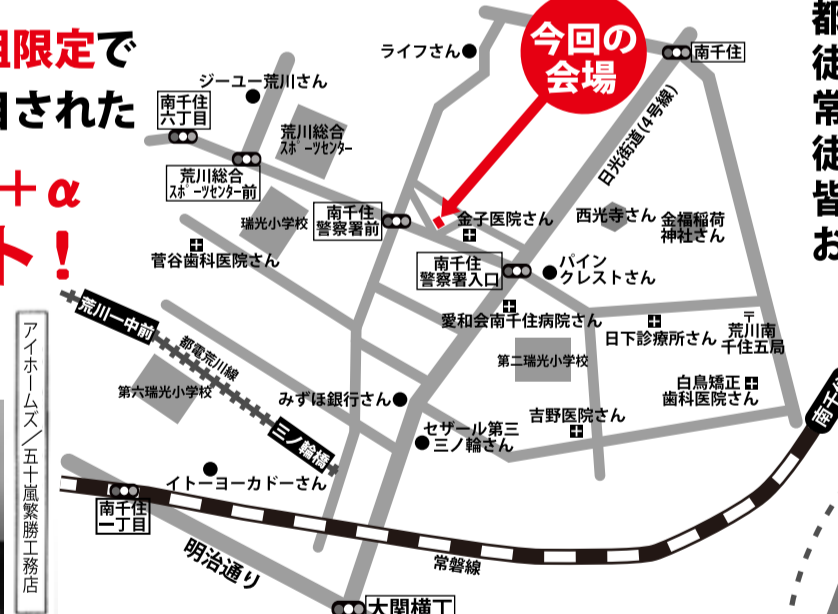 組限定で
目された
+α
ト！
今回の
会場
ライフさん
南千住
ジーユー荒川さん
南千住
六丁目
荒川総合
スポーツセンター
荒川総合
スポーツセンター前
日光街道(4号線)
瑞光小学校
南千住
警察署前
金子医院さん
西光寺さん
金福稲荷
神社さん
菅谷歯科医院さん
南千住
警察署入口
パイン
クレストさん
荒川一中前
都電荒川線
愛和会南千住病院さん
日下診療所さん
〒
荒川南
千住五局
第二瑞光小学校
第六瑞光小学校
みずほ銀行さん
白鳥矯正
歯科医院さん
吉野医院さん
セザール第三
三ノ輪さん
三ノ輪橋
イトーヨーカドーさん
南千住
一丁目
明治通り
常磐線
大関横丁
南千
アイホームズ／五十嵐繁勝工務店
都
徒
常
徒
皆
お